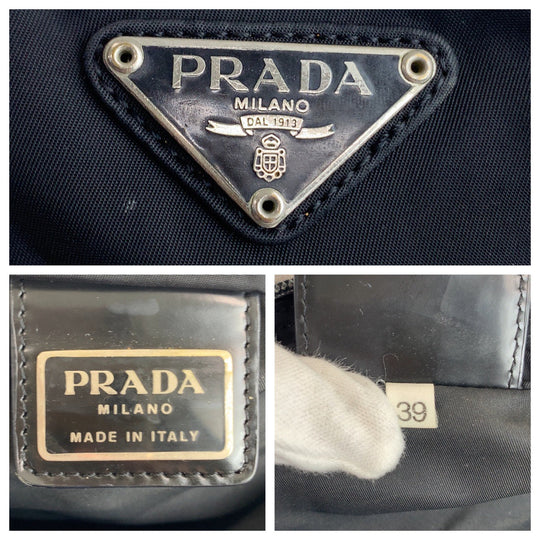 PRADA
MILANO
DAL 1913
PRADA
MILANO
MADE IN ITALY
39